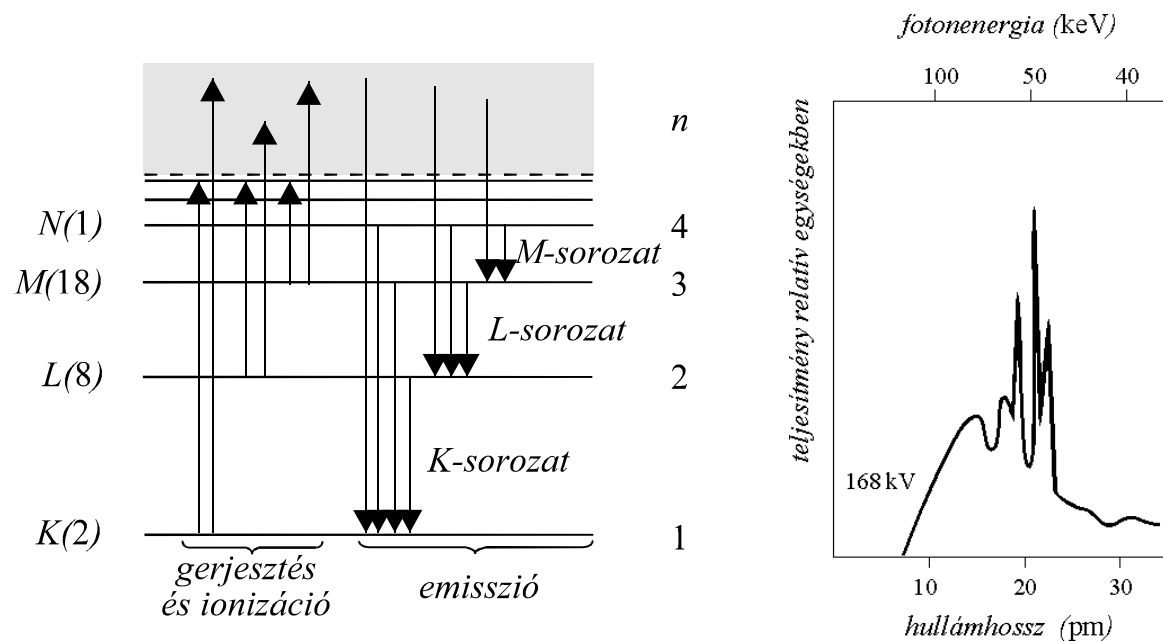 N(1)
M(18)
L(8)
K(2)
M-sorozat
L-sorozat
K-sorozat
gerjesztés
és ionizáció
emisszió
n
4
3
2
1
fotonenergia (keV)
100 50 40
teljesítmény relatív egységekben
168 kV
10 20 30
hullámhossz (pm)